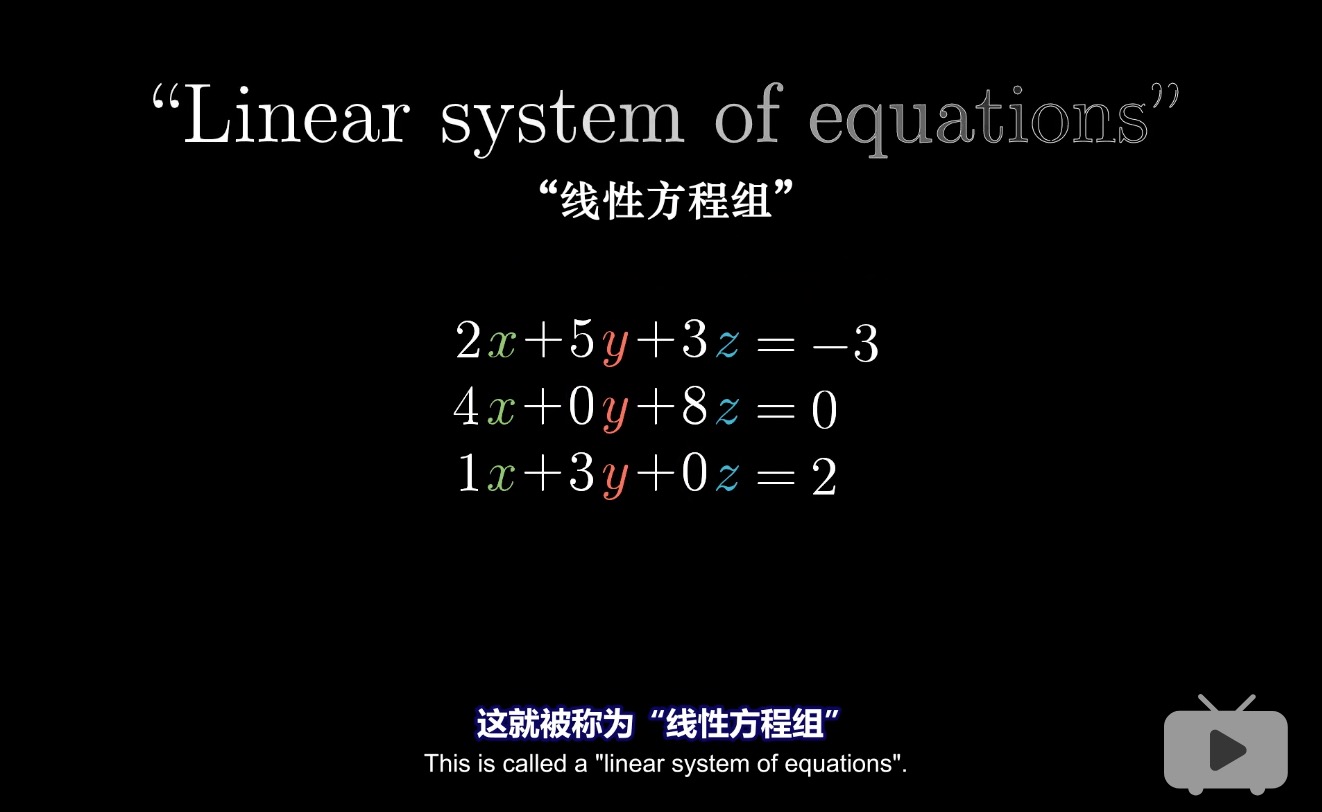 “Linear system of equations”
“线性方程组”
2x+5y+3z = −3
4x+0y+8z = 0
1x+3y+0z = 2
这就被称为“线性方程组”
This is called a "linear system of equations".